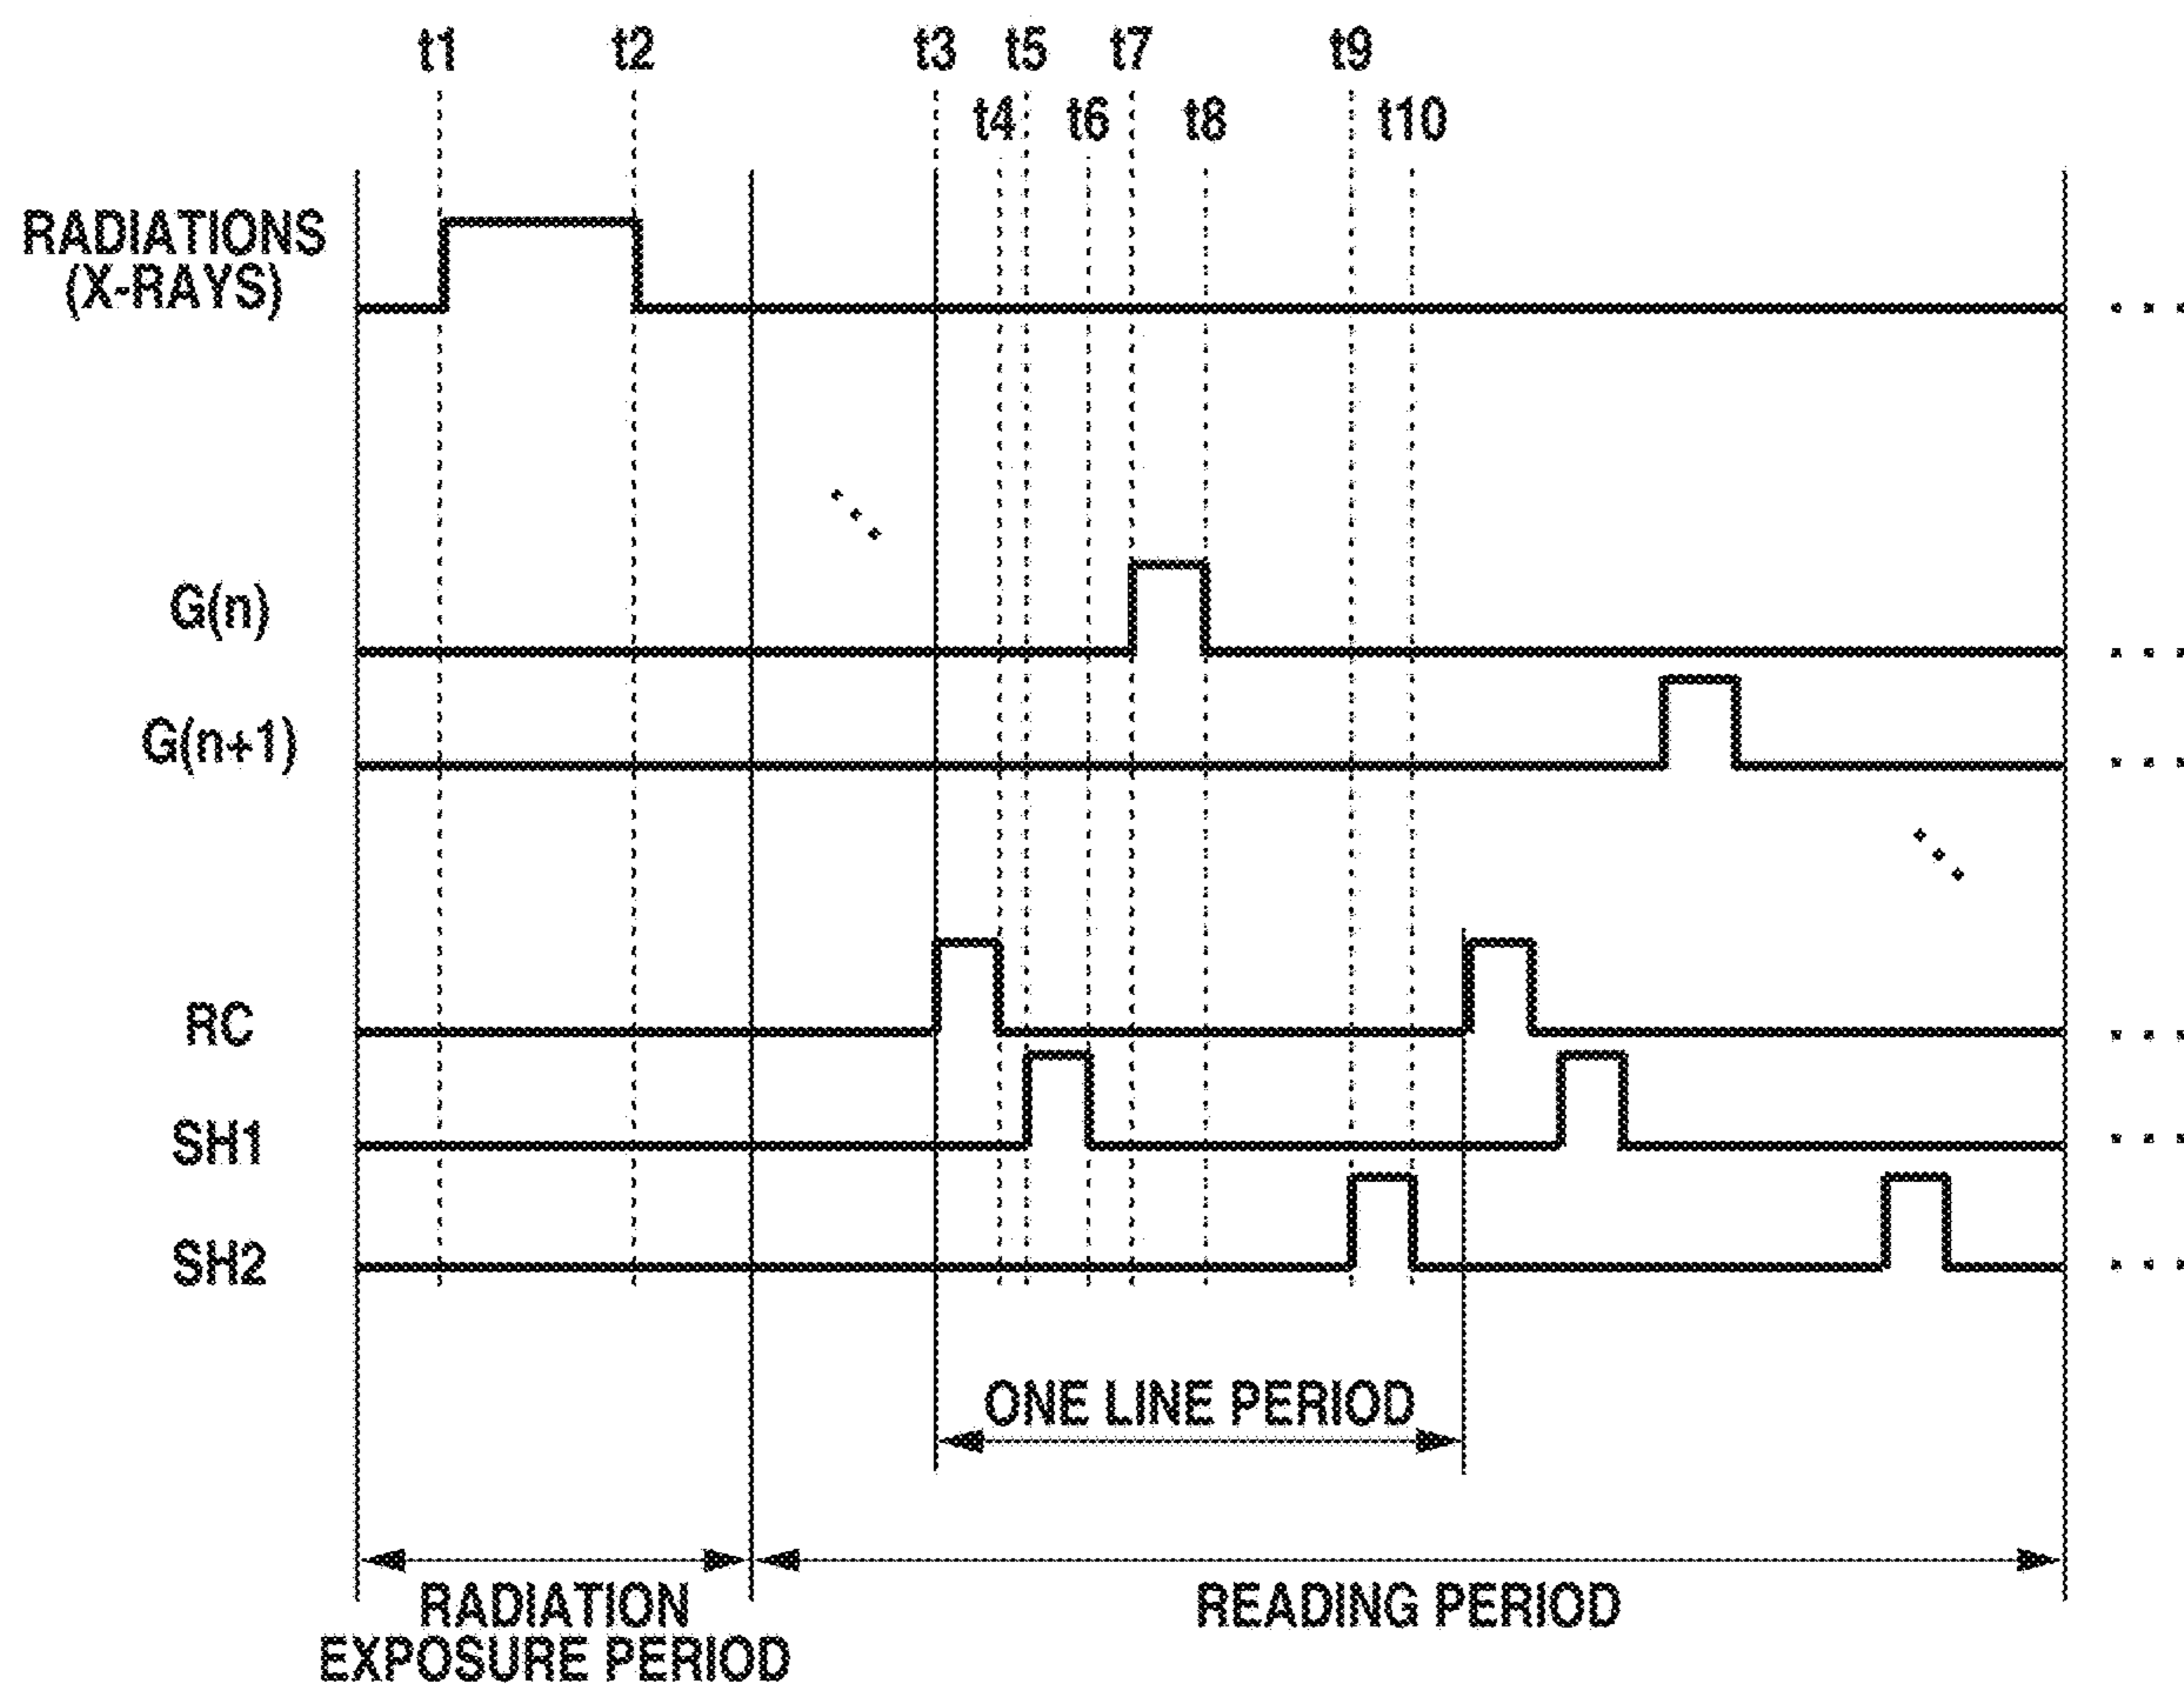 t1 t2 t3 t5 t7 t9
t4 t6 t8 t10
RADIATIONS
(X-RAYS)
G(n)
G(n+1)
RC
SH1
SH2
ONE LINE PERIOD
RADIATION
EXPOSURE PERIOD
READING PERIOD